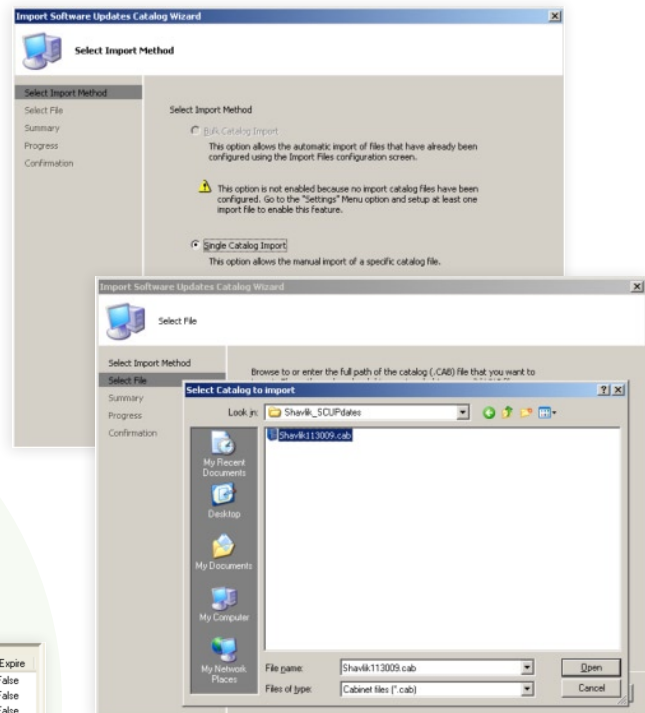 Import Software Updates Catalog Wizard
Select Import Method
Select Import Method
Select File
Summary
Progress
Confirmation
Select Import Method
Bulk Catalog Import
This option allows the automatic import of files that have already been
configured using the Import Files configuration screen.
This option is not enabled because no import catalog files have been
configured. Go to the "Settings" Menu option and setup at least one
import file to enable this feature.
Single Catalog Import
This option allows the manual import of a specific catalog file.
Import Software Updates Catalog Wizard
Select File
Select Import Method
Select File
Summary
Progress
Confirmation
Browse to or enter the full path of the catalog (.CAB) file that you want to
Select Catalog to import
Look in:
Shavlik_SCUPdates
Shavlik113009.cab
My Recent
Documents
Desktop
My Documents
My Computer
My Network
Places
File name:
Shavlik113009.cab
Open
Files of type:
Cabinet files (*.cab)
Cancel
Expire
False
False
False